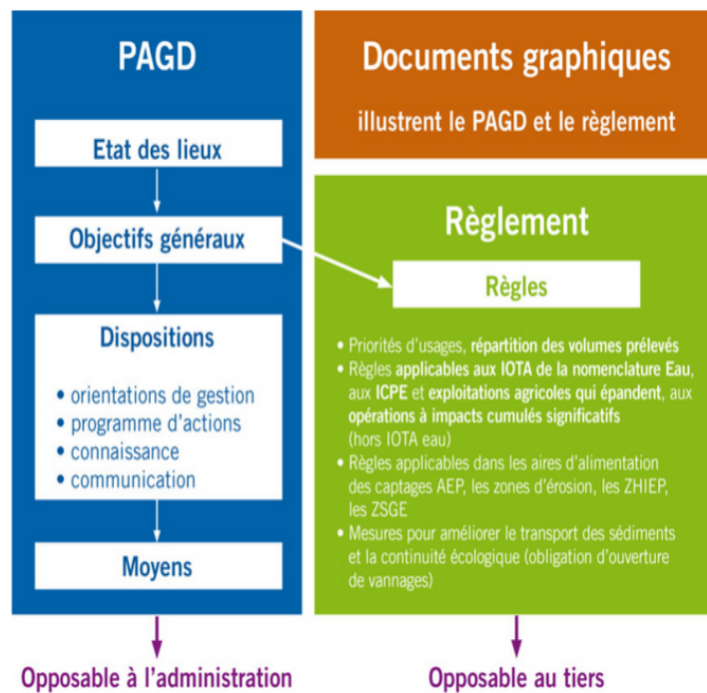 PAGD
Etat des lieux
Objectifs généraux
Dispositions
• orientations de gestion
• programme d'actions
• connaissance
• communication
Moyens
Opposable à l'administration
Documents graphiques
illustrent le PAGD et le règlement
Règlement
Règles
• Priorités d'usages, répartition des volumes prélevés
• Règles applicables aux IOTA de la nomenclature Eau,
aux ICPE et exploitations agricoles qui épandent, aux
opérations à impacts cumulés significatifs
(hors IOTA eau)
• Règles applicables dans les aires d'alimentation
des captages AEP, les zones d'érosion, les ZHIEP,
les ZSGE
• Mesures pour améliorer le transport des sédiments
et la continuité écologique (obligation d'ouverture
de vannages)
Opposable au tiers